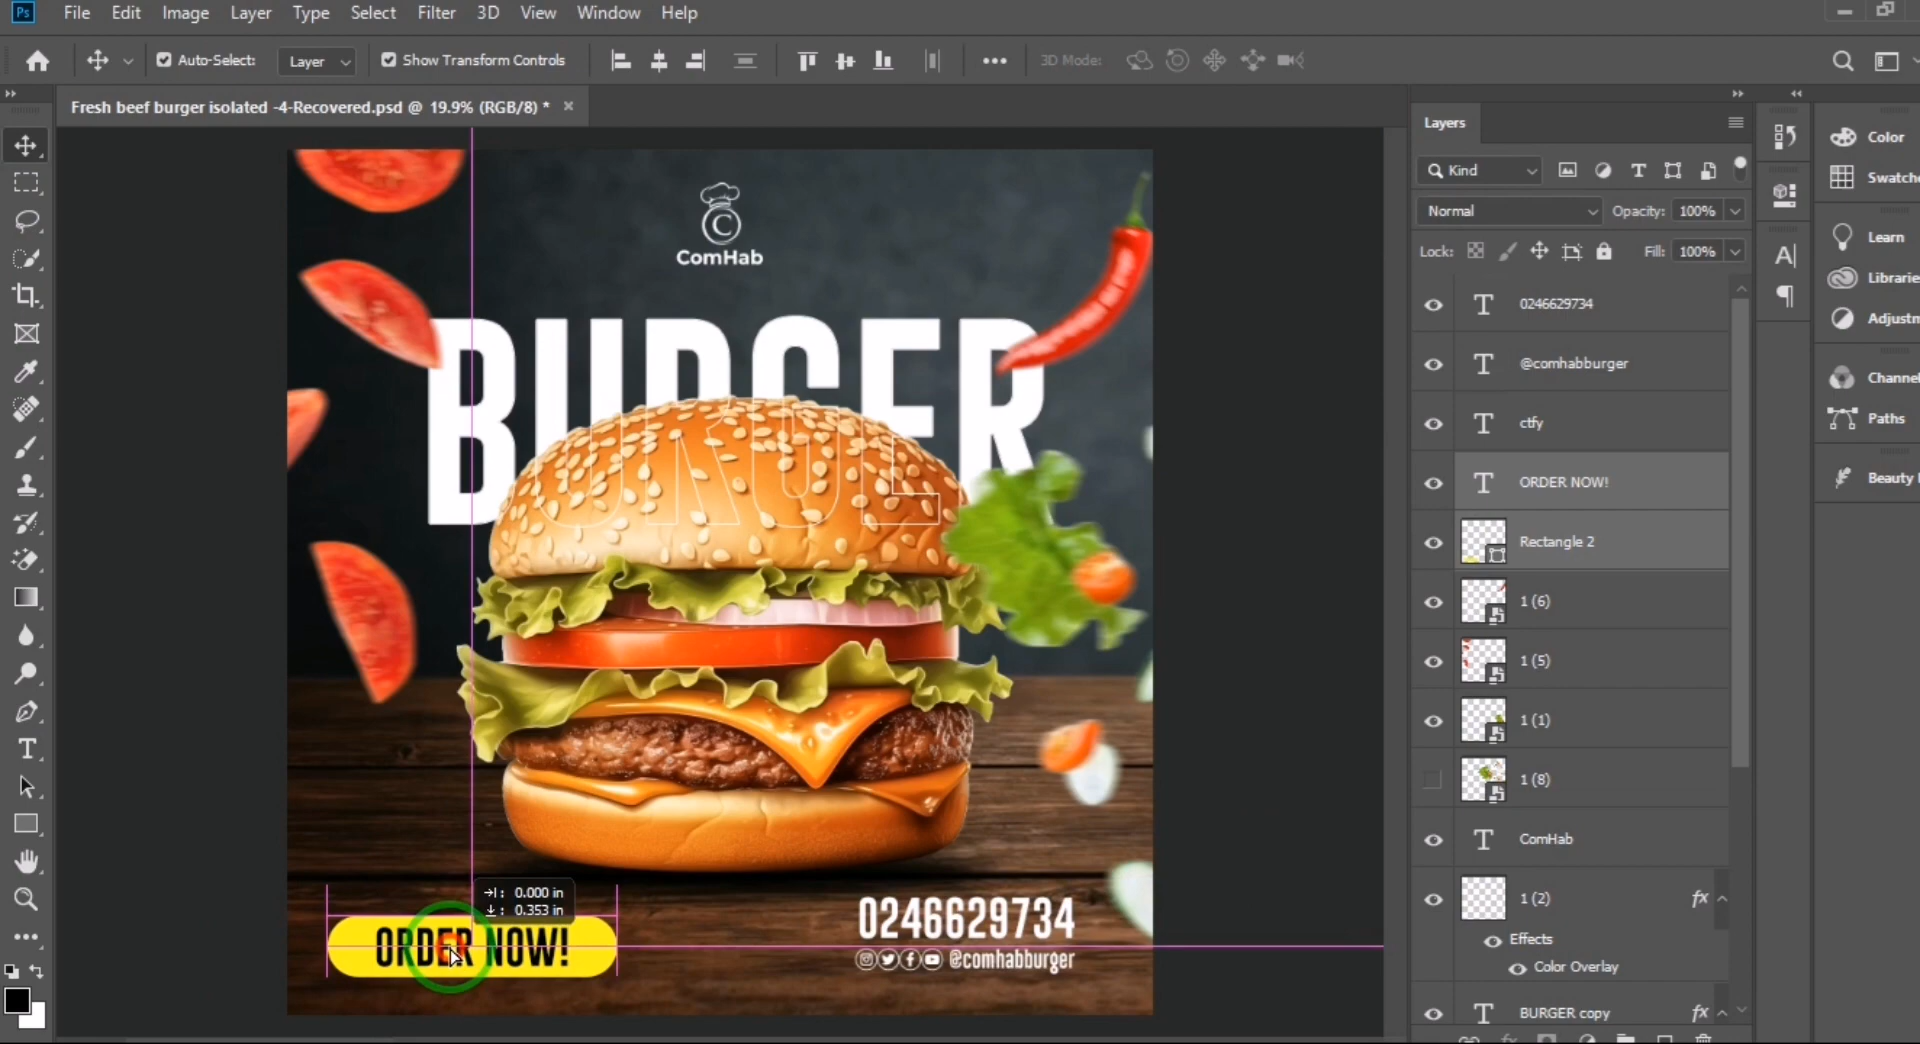 Ps File Edit Image Layer Type Select Filter 3D View Window Help
Auto-Select: Layer Show Transform Controls 3D Mode:
Fresh beef burger isolated -4-Recovered.psd @ 19.9% (RGB/8) *
Layers
Kind
Normal Opacity: 100%
Lock: Fill: 100%
0246629734
@comhabburger
ctfy
ORDER NOW!
Rectangle 2
1 (6)
1 (5)
1 (1)
1 (8)
ComHab
1 (2) fx
Effects
Color Overlay
BURGER copy fx
Color
Swatche
Learn
Librarie
Adjustm
Channel
Paths
Beauty
C
ComHab
BURGER
0.000 in
0.353 in
ORDER NOW!
0246629734
@comhabburger